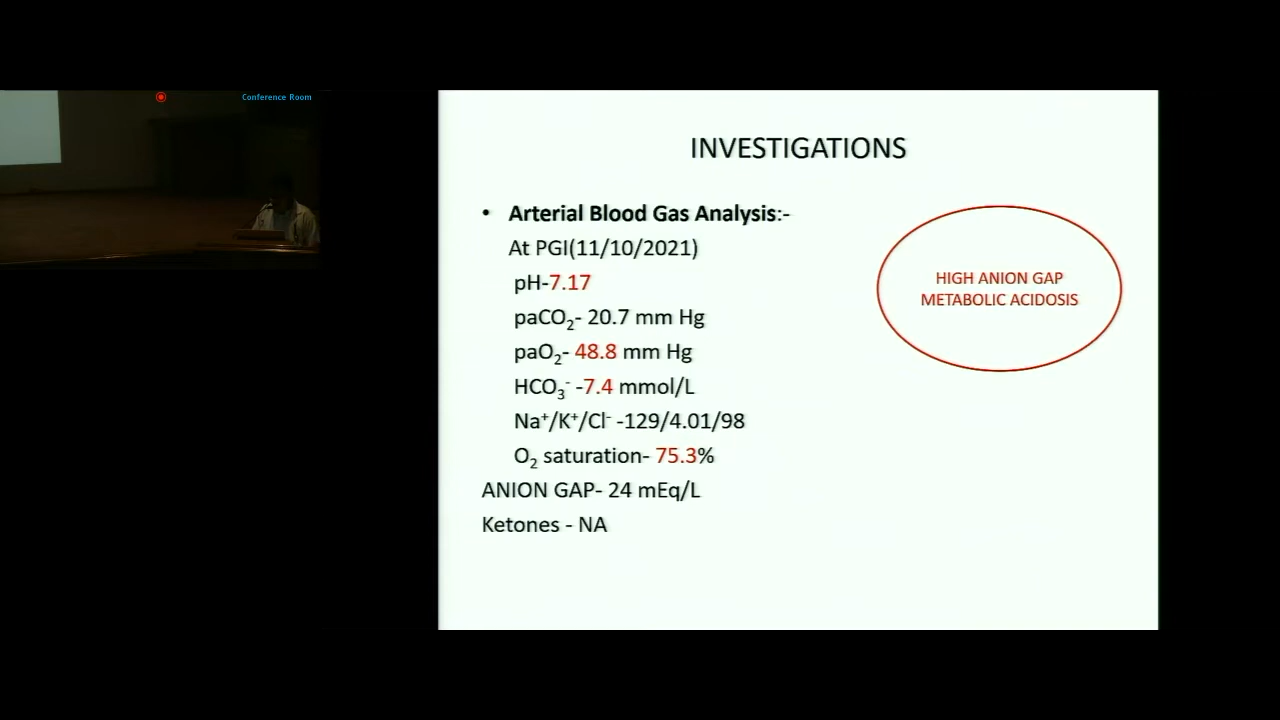 Conference Room
INVESTIGATIONS
• Arterial Blood Gas Analysis:-
At PGI(11/10/2021)
pH-7.17
paCO₂- 20.7 mm Hg
paO₂- 48.8 mm Hg
HCO₃⁻ -7.4 mmol/L
Na⁺/K⁺/Cl⁻ -129/4.01/98
O₂ saturation- 75.3%
ANION GAP- 24 mEq/L
Ketones - NA
HIGH ANION GAP
METABOLIC ACIDOSIS